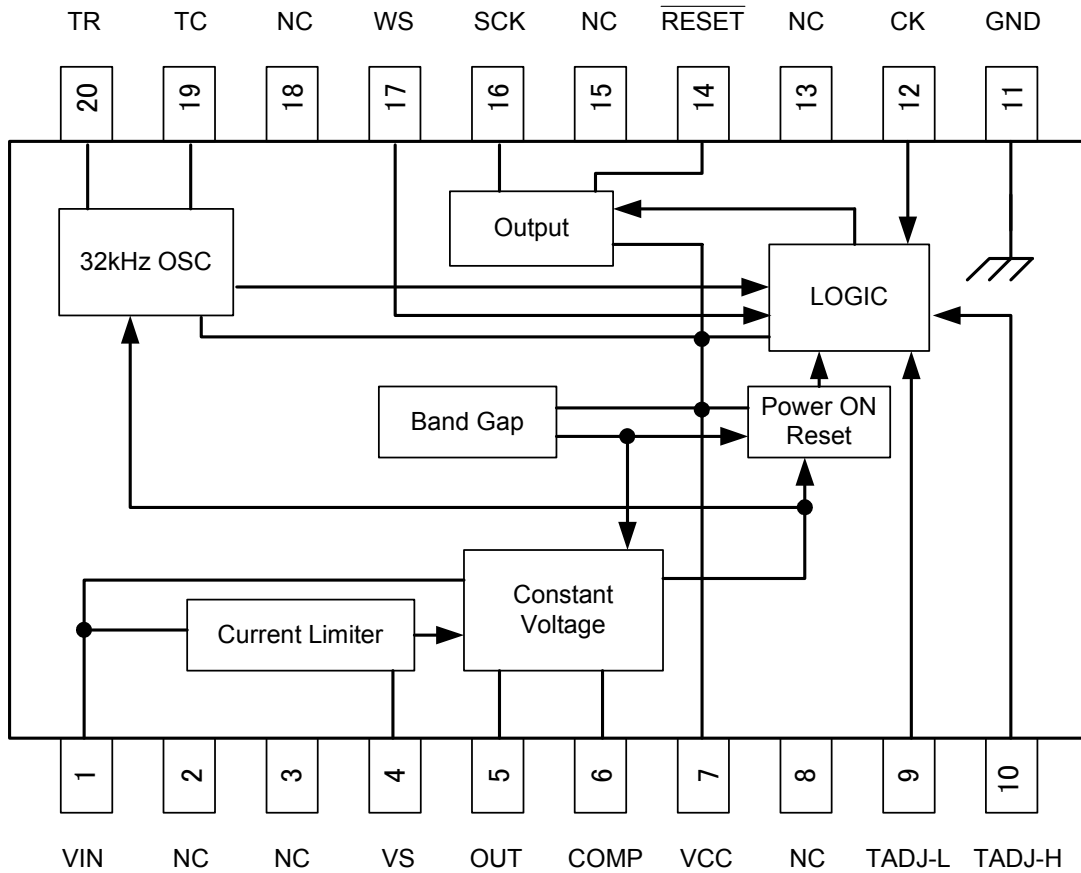 TR TC NC WS SCK NC RESET NC CK GND
20 19 18 17 16 15 14 13 12 11
Output
32kHz OSC
LOGIC
Band Gap
Power ON
Reset
Constant
Voltage
Current Limiter
1 2 3 4 5 6 7 8 9 10
VIN NC NC VS OUT COMP VCC NC TADJ-L TADJ-H